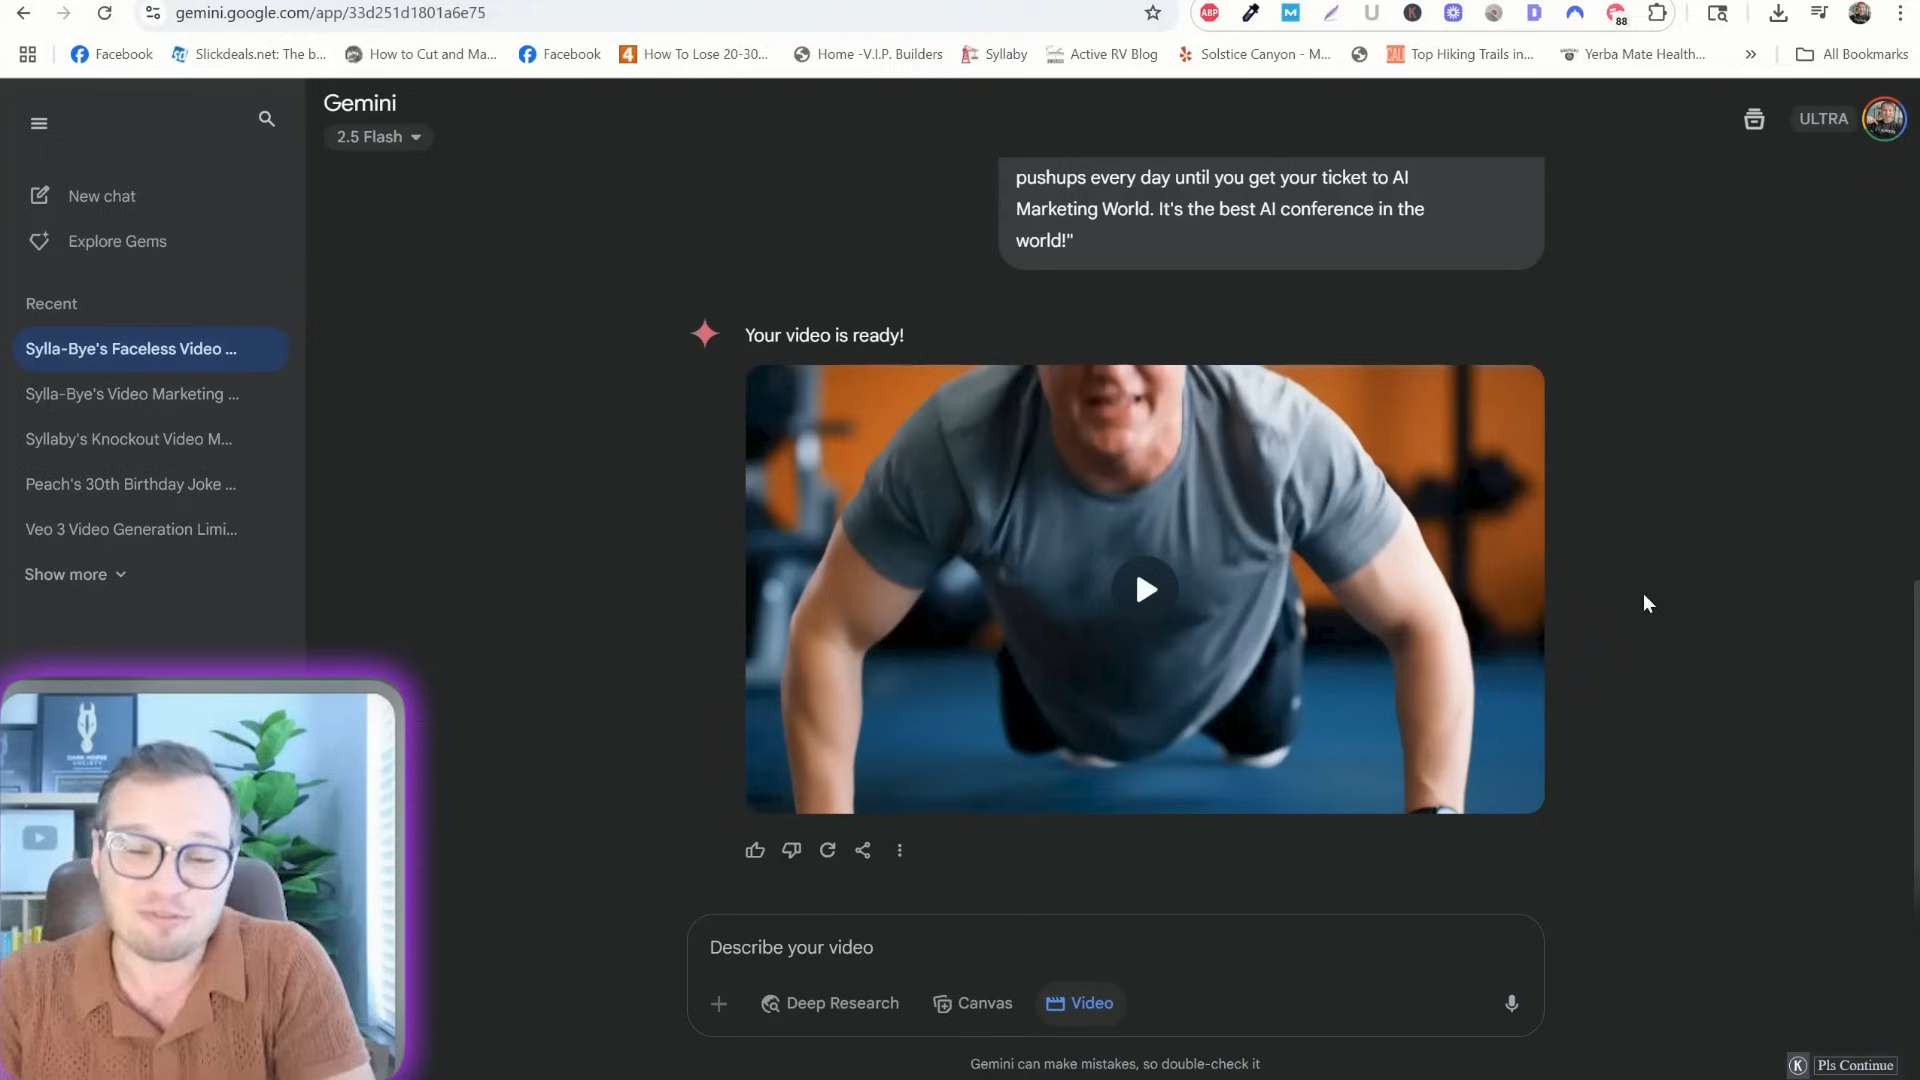 gemini.google.com/app/33d251d1801a6e75
ABP
88
Facebook
Slickdeals.net: The b...
How to Cut and Ma...
Facebook
How To Lose 20-30...
Home -V.I.P. Builders
Syllaby
Active RV Blog
Solstice Canyon - M...
Top Hiking Trails in...
Yerba Mate Health...
All Bookmarks
Gemini
2.5 Flash
ULTRA
New chat
Explore Gems
Recent
Sylla-Bye's Faceless Video ...
Sylla-Bye's Video Marketing ...
Syllaby's Knockout Video M...
Peach's 30th Birthday Joke ...
Veo 3 Video Generation Limi...
Show more
pushups every day until you get your ticket to AI
Marketing World. It's the best AI conference in the
world!"
Your video is ready!
DARK HORSE
SOCIETY
Describe your video
Deep Research
Canvas
Video
Gemini can make mistakes, so double-check it
K
Pls Continue